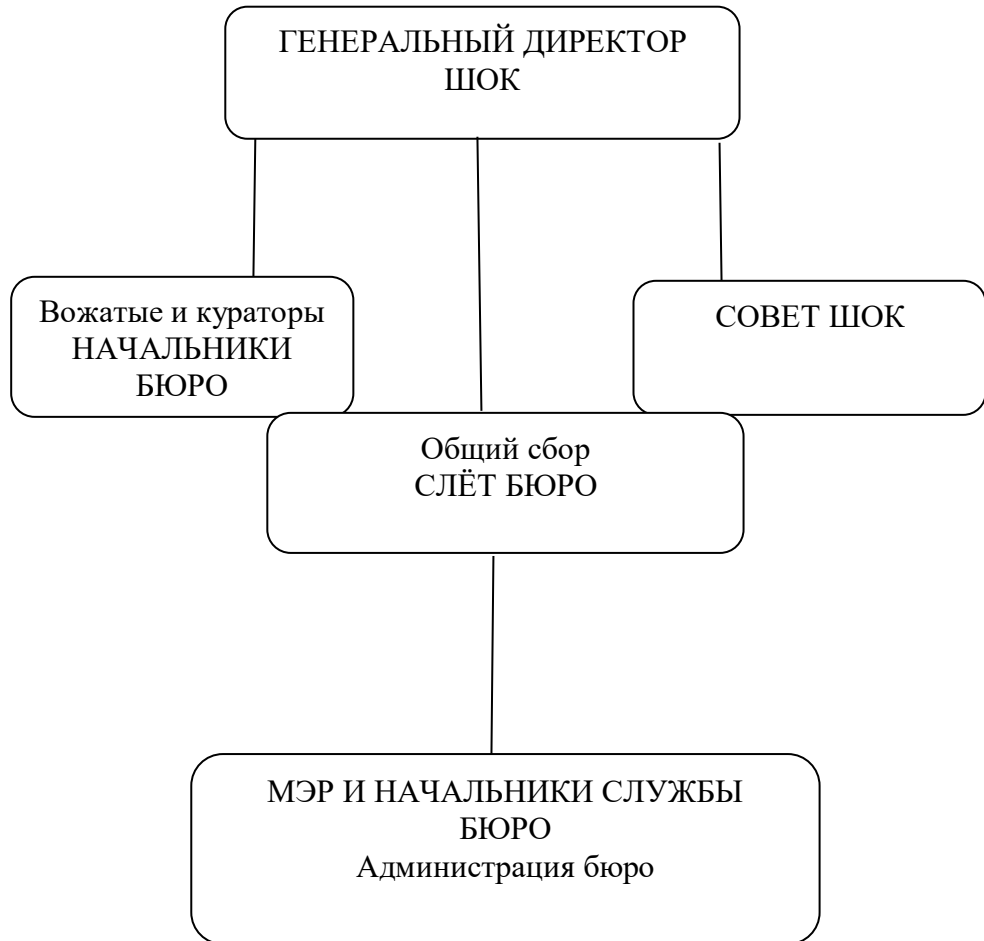 ГЕНЕРАЛЬНЫЙ ДИРЕКТОР
ШОК
Вожатые и кураторы
НАЧАЛЬНИКИ
БЮРО
СОВЕТ ШОК
Общий сбор
СЛЁТ БЮРО
МЭР И НАЧАЛЬНИКИ СЛУЖБЫ
БЮРО
Администрация бюро